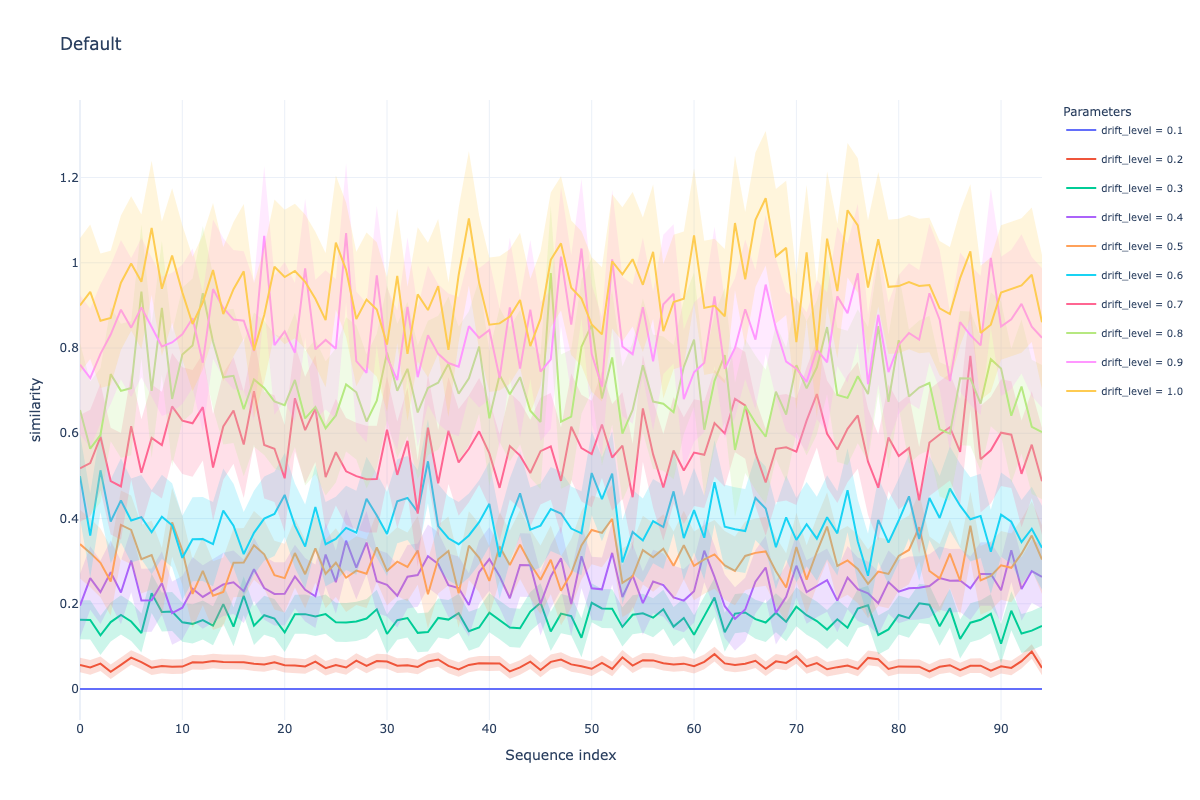 Default
Parameters
drift_level = 0.1
drift_level = 0.2
drift_level = 0.3
drift_level = 0.4
drift_level = 0.5
drift_level = 0.6
drift_level = 0.7
drift_level = 0.8
drift_level = 0.9
drift_level = 1.0
similarity
1.2
1
0.8
0.6
0.4
0.2
0
0 10 20 30 40 50 60 70 80 90
Sequence index